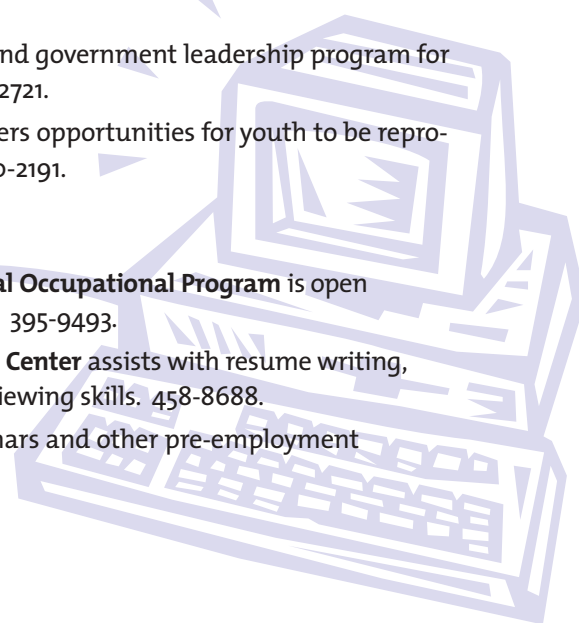 nd government leadership program for
2721.
ers opportunities for youth to be repro-
0-2191.
al Occupational Program is open
395-9493.
Center assists with resume writing,
iewing skills. 458-8688.
nars and other pre-employment